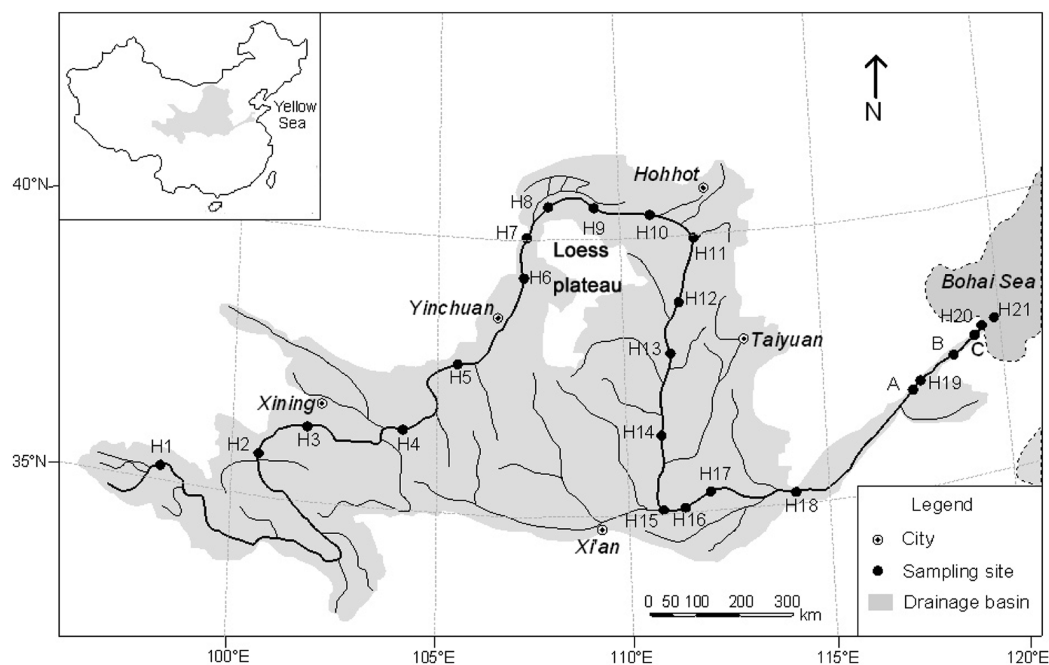 Yellow
Sea
N
40°N
Hohhot
H8
H7
H9
H10
H11
Loess
plateau
H6
Bohai Sea
Yinchuan
H12
H20
H21
Taiyuan
B
C
H13
H5
A
H19
Xining
H1
H2
H3
H4
H14
35°N
H17
H18
H15
H16
Xi'an
Legend
City
Sampling site
Drainage basin
0 50 100 200 300
km
100°E
105°E
110°E
115°E
120°E